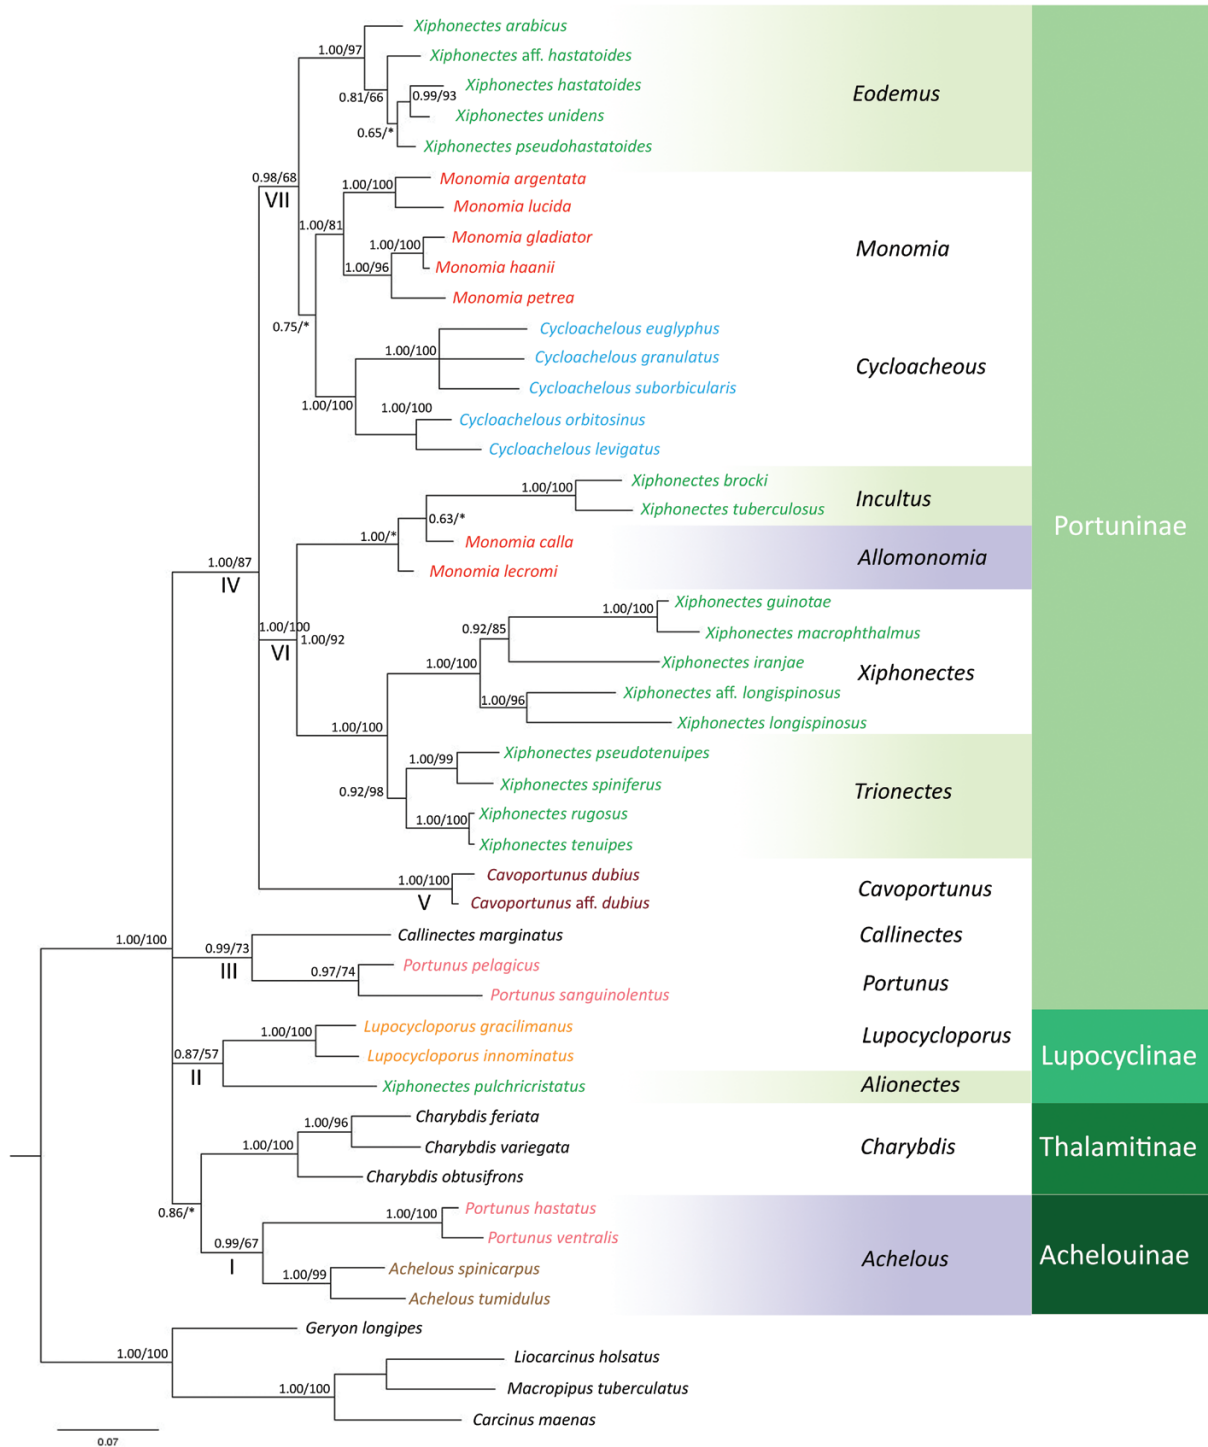 Xiphonectes arabicus
1.00/97
Xiphonectes aff. hastatoides
Xiphonectes hastatoides
Eodemus
0.81/66
0.99/93
Xiphonectes unidens
0.65/*
Xiphonectes pseudohastatoides
0.98/68
VII
Monomia argentata
1.00/100
Monomia lucida
1.00/81
Monomia gladiator
1.00/100
Monomia
Monomia haanii
1.00/96
Monomia petrea
0.75/*
Cycloachelous euglyphus
1.00/100
Cycloachelous granulatus
Cycloacheous
Cycloachelous suborbicularis
1.00/100
1.00/100
Cycloachelous orbitosinus
Cycloachelous levigatus
Xiphonectes brocki
1.00/100
Incultus
Xiphonectes tuberculosus
0.63/*
Portuninae
1.00/*
Monomia calla
Allomonomia
Monomia lecromi
1.00/87
IV
Xiphonectes guinotae
1.00/100
1.00/100
1.00/92
VI
0.92/85
Xiphonectes macrophthalmus
Xiphonectes iranjae
1.00/100
Xiphonectes
Xiphonectes aff. longispinosus
1.00/96
Xiphonectes longispinosus
1.00/100
Xiphonectes pseudotenuipes
1.00/99
Xiphonectes spiniferus
0.92/98
Trionectes
Xiphonectes rugosus
1.00/100
Xiphonectes tenuipes
Cavoportunus dubius
1.00/100
V
Cavoportunus
Cavoportunus aff. dubius
1.00/100
Callinectes marginatus
Callinectes
0.99/73
III
Portunus pelagicus
0.97/74
Portunus
Portunus sanguinolentus
Lupocycloporus gracilimanus
1.00/100
Lupocycloporus
Lupocycloporus innominatus
0.87/57
II
Lupocyclinae
Xiphonectes pulchricristatus
Alionectes
Charybdis feriata
1.00/96
Charybdis variegata
1.00/100
Charybdis
Thalamitinae
Charybdis obtusifrons
0.86/*
Portunus hastatus
1.00/100
Portunus ventralis
0.99/67
I
Achelous
Achelouinae
Achelous spinicarpus
1.00/99
Achelous tumidulus
Geryon longipes
1.00/100
Liocarcinus holsatus
1.00/100
Macropipus tuberculatus
Carcinus maenas
0.07